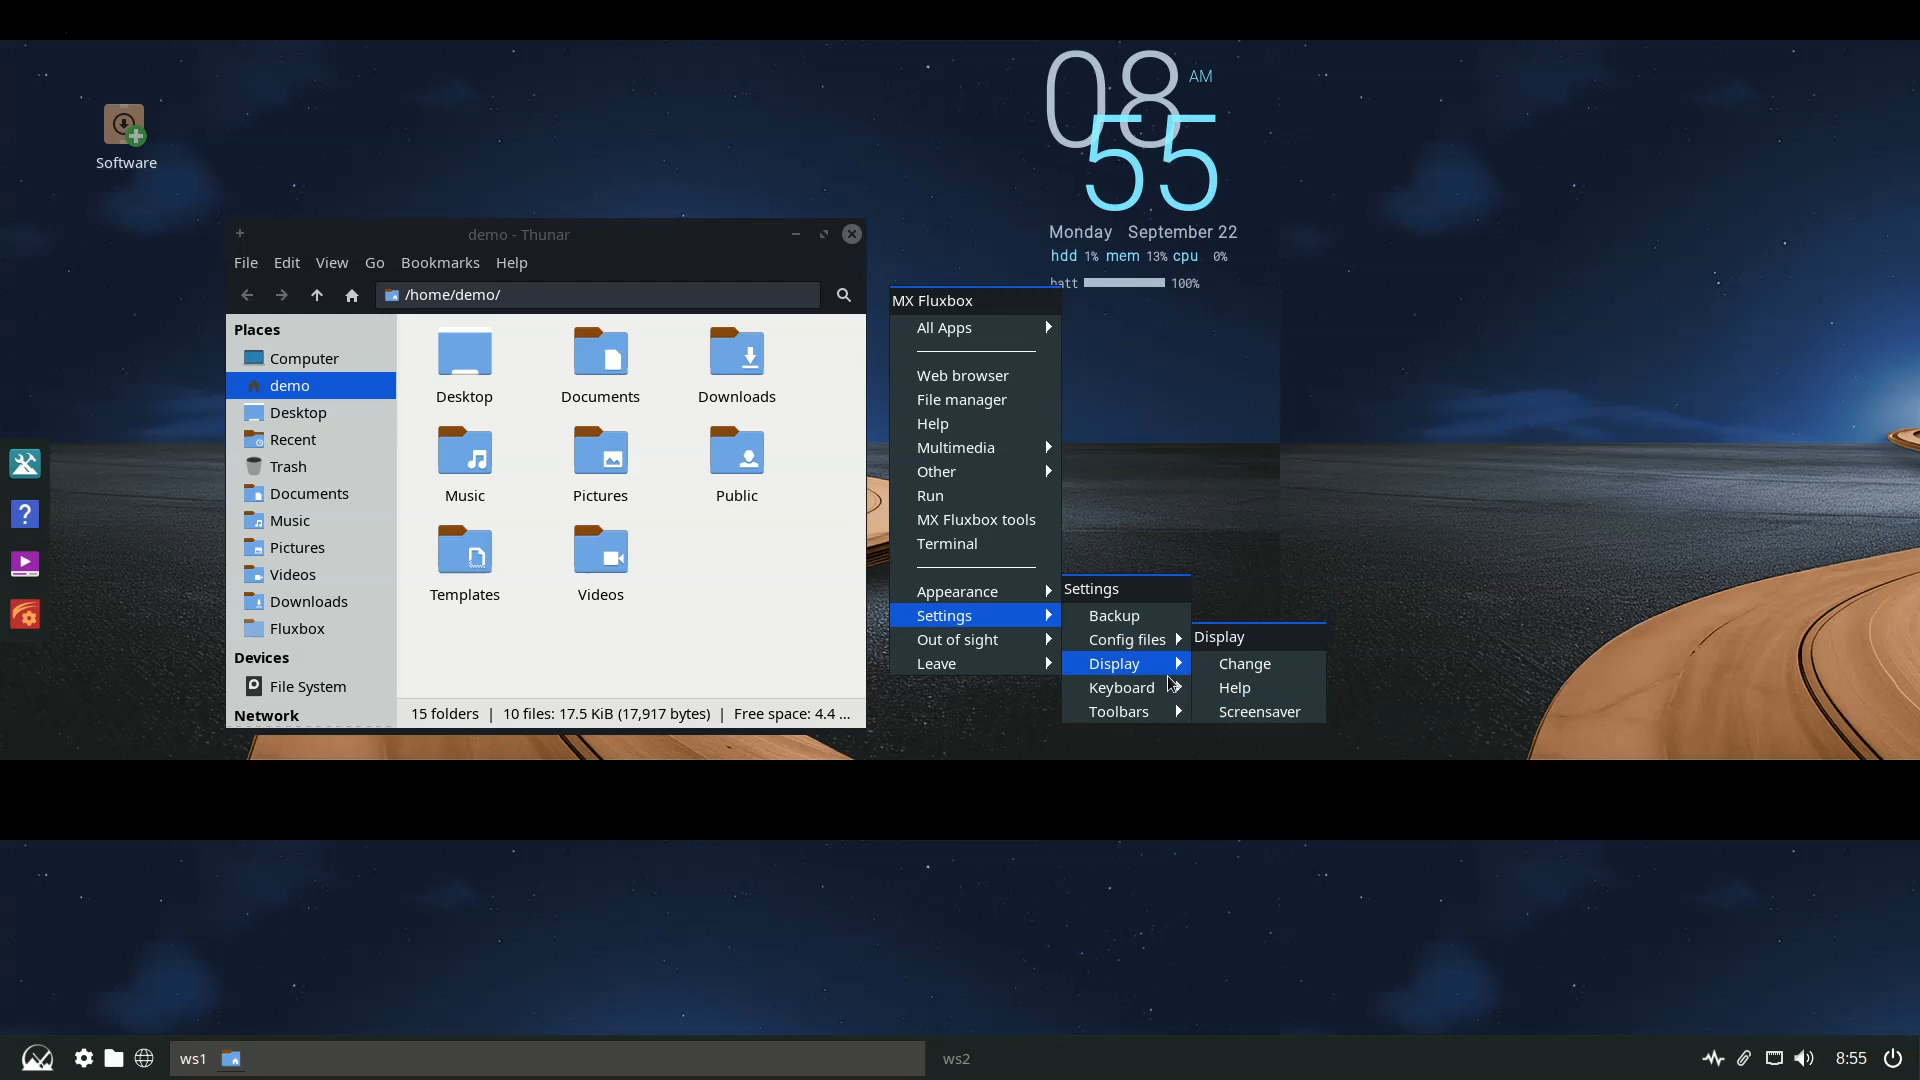 08 AM
55
Monday September 22
hdd 1% mem 13% cpu 0%
batt 100%
Software
demo - Thunar
File Edit View Go Bookmarks Help
/home/demo/
Places
Computer
demo
Desktop
Recent
Trash
Documents
Music
Pictures
Videos
Downloads
Fluxbox
Devices
File System
Network
Desktop Documents Downloads
Music Pictures Public
Templates Videos
15 folders | 10 files: 17.5 KiB (17,917 bytes) | Free space: 4.4 ...
MX Fluxbox
All Apps
Web browser
File manager
Help
Multimedia
Other
Run
MX Fluxbox tools
Terminal
Appearance
Settings
Out of sight
Leave
Settings
Backup
Config files
Display
Keyboard
Toolbars
Display
Change
Help
Screensaver
ws1 ws2 8:55